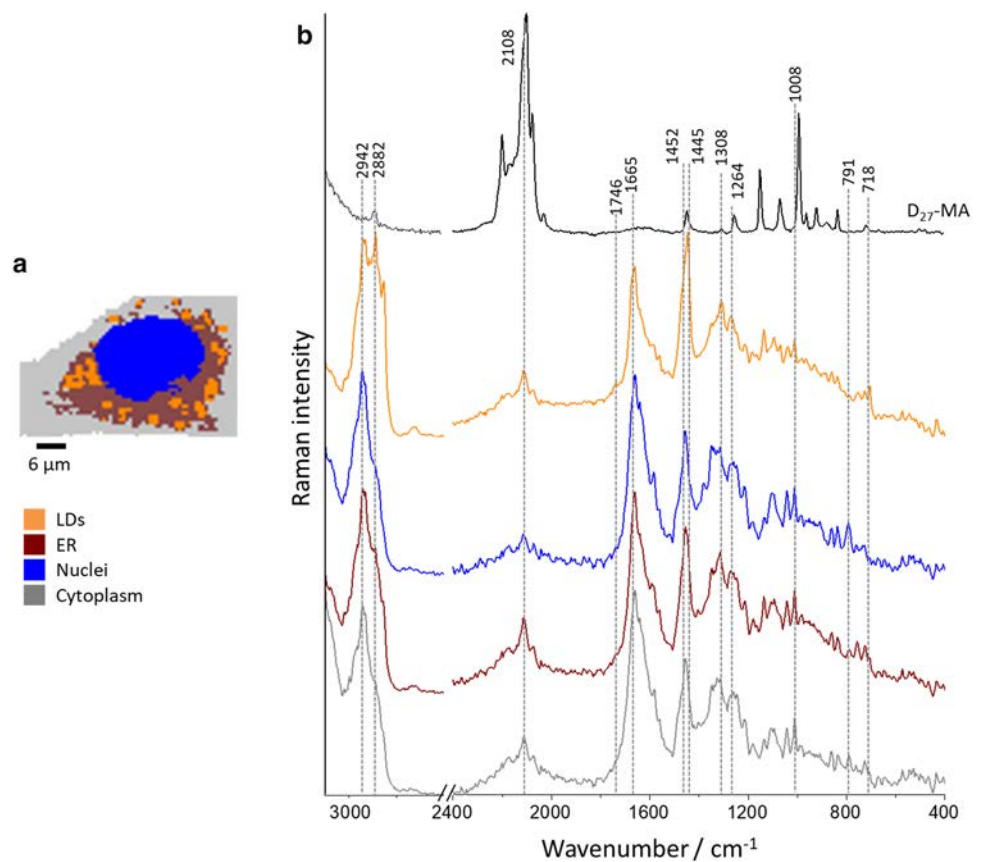 a
6 µm
LDs
ER
Nuclei
Cytoplasm
b
2942
2882
2108
1746
1665
1452
1445
1308
1264
1008
791
718
D₂₇-MA
Raman intensity
3000
2400
2000
1600
1200
800
400
Wavenumber / cm⁻¹